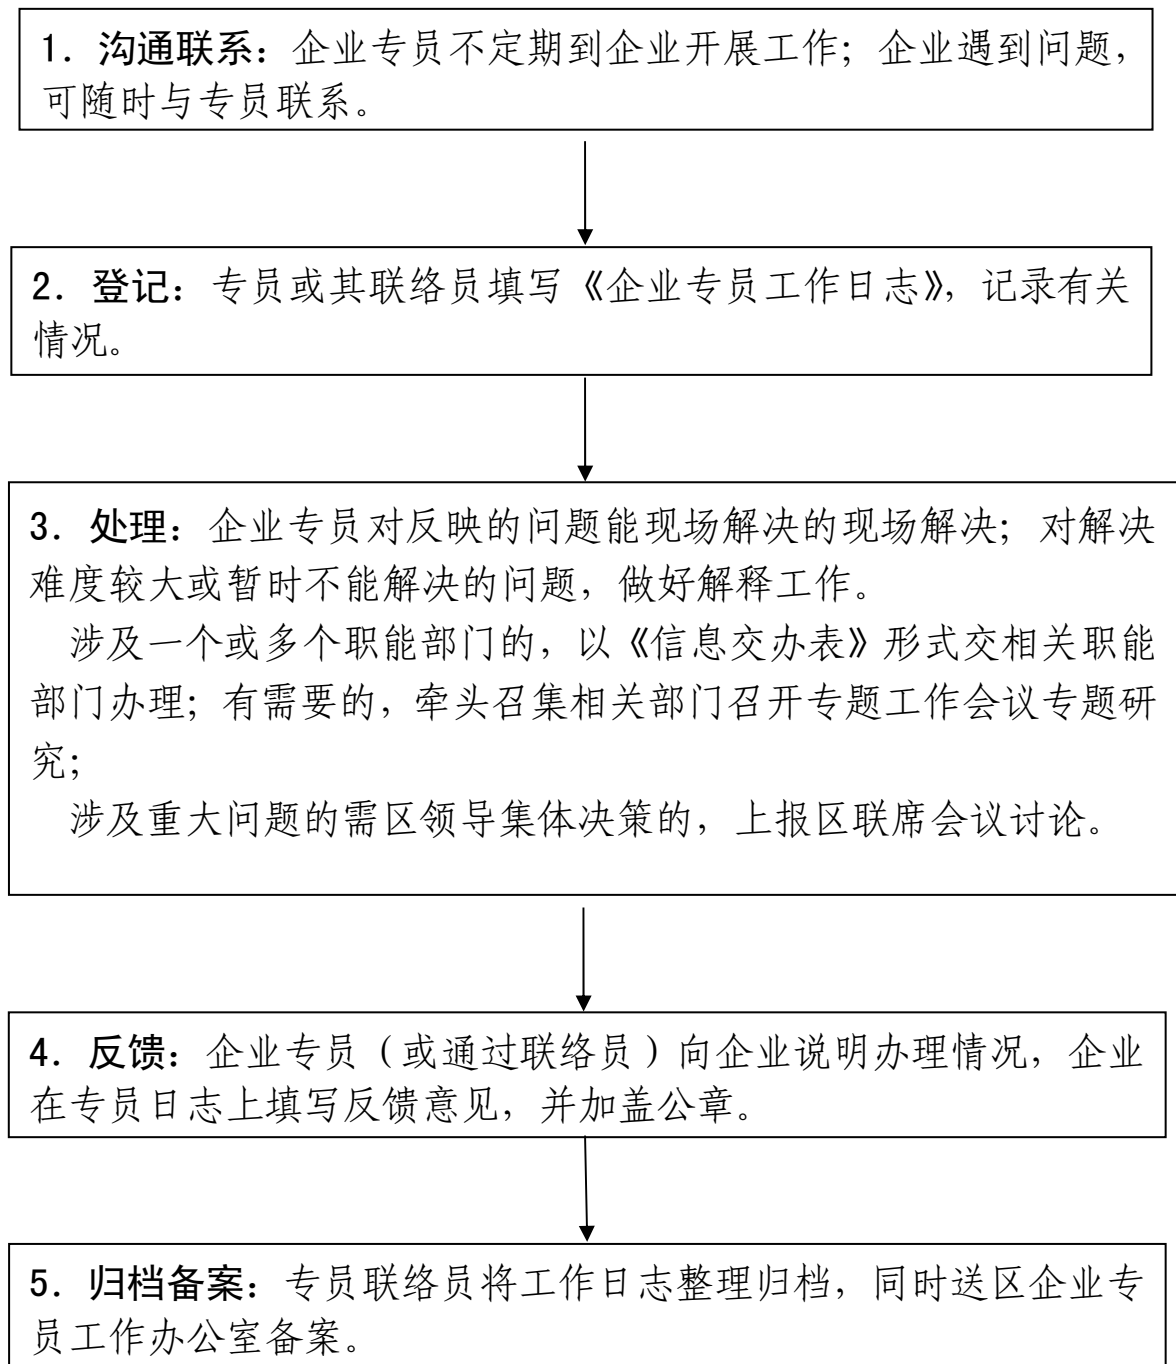 1. 沟通联系：企业专员不定期到企业开展工作；企业遇到问题，
可随时与专员联系。
2. 登记：专员或其联络员填写《企业专员工作日志》，记录有关
情况。
3. 处理：企业专员对反映的问题能现场解决的现场解决；对解决
难度较大或暂时不能解决的问题，做好解释工作。
涉及一个或多个职能部门的，以《信息交办表》形式交相关职能
部门办理；有需要的，牵头召集相关部门召开专题工作会议专题研
究；
涉及重大问题的需区领导集体决策的，上报区联席会议讨论。
4. 反馈：企业专员（或通过联络员）向企业说明办理情况，企业
在专员日志上填写反馈意见，并加盖公章。
5. 归档备案：专员联络员将工作日志整理归档，同时送区企业专
员工作办公室备案。